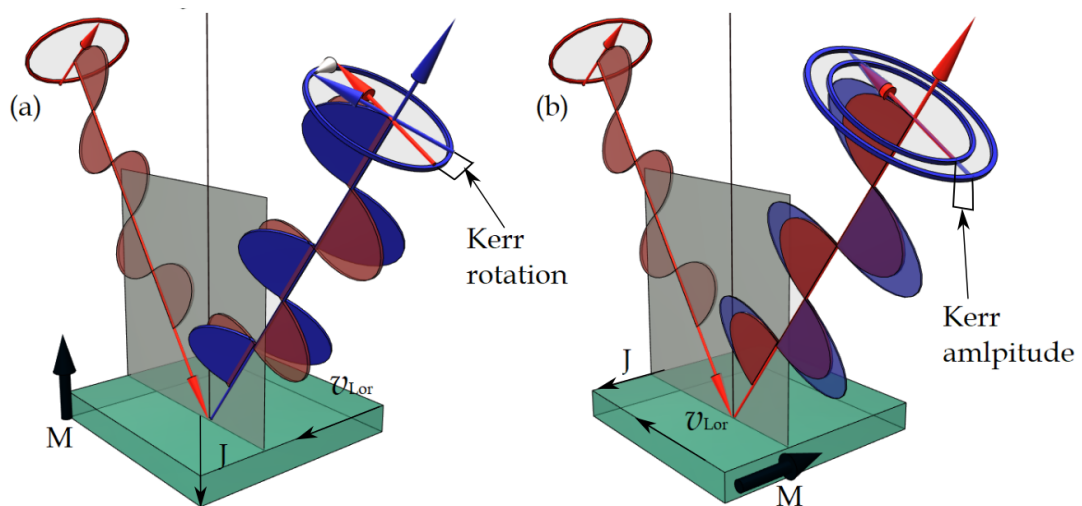 (a)
Kerr
rotation
v_Lor
M
J
(b)
Kerr
amlpitude
J
v_Lor
M